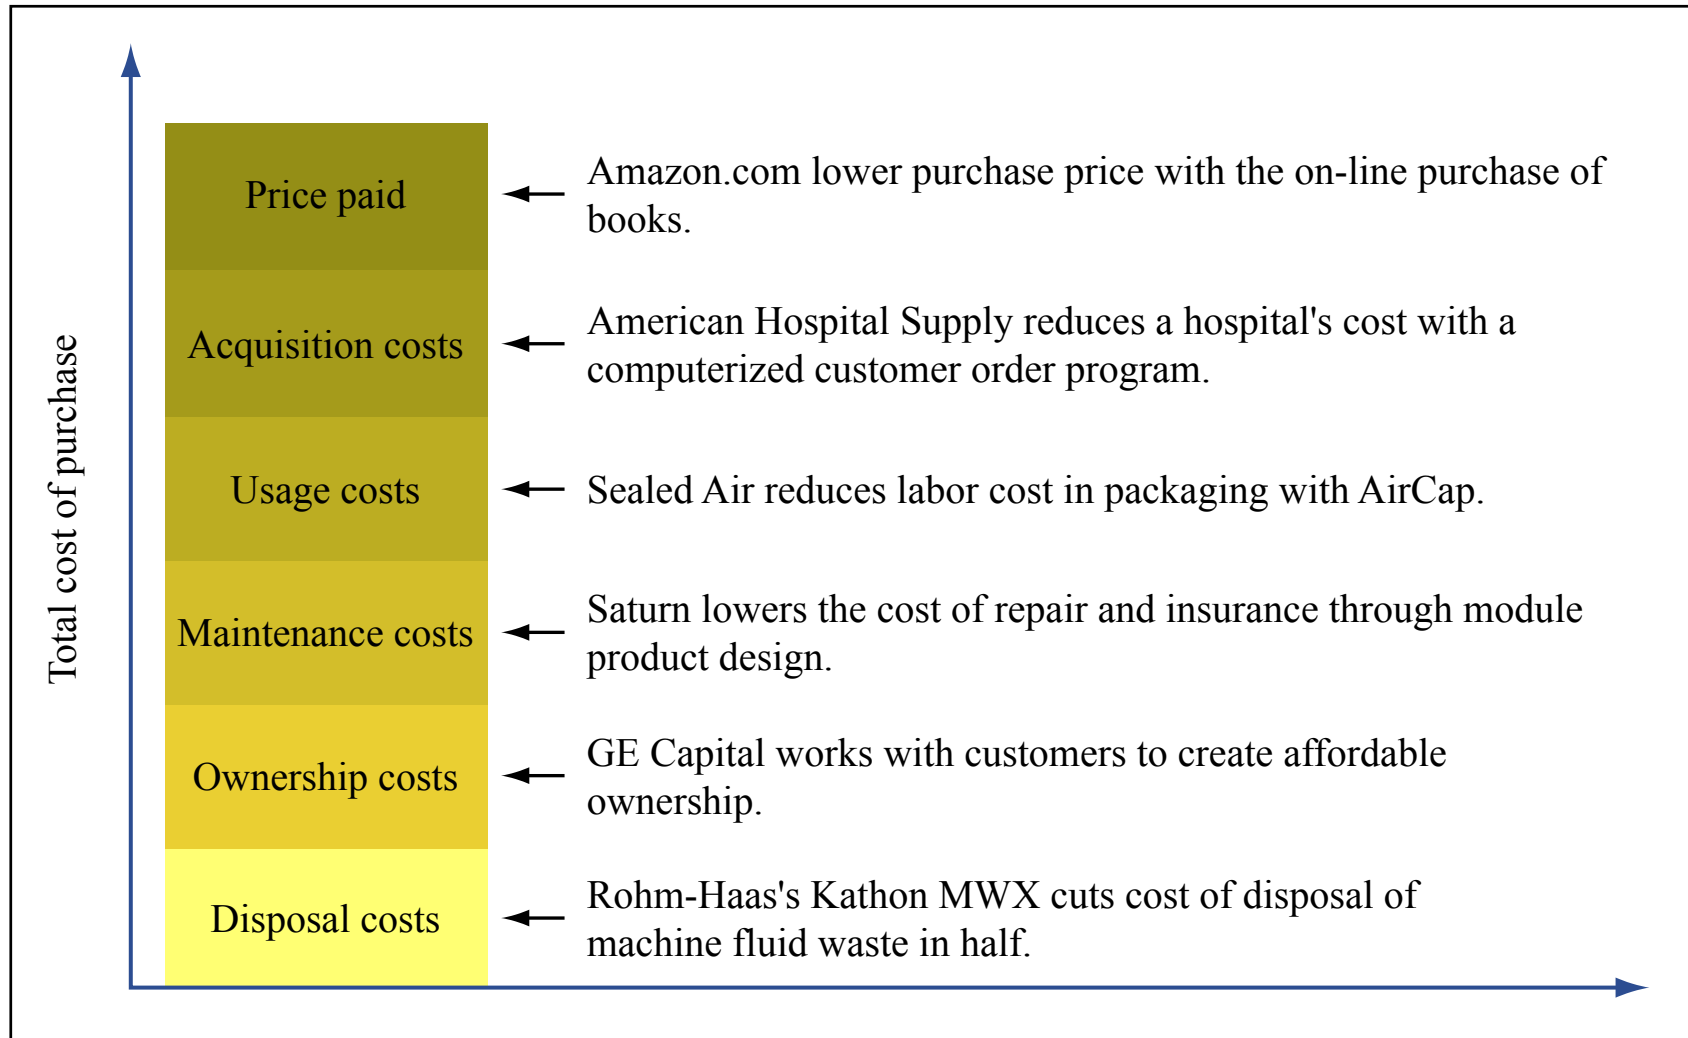 Total cost of purchase
Price paid
Amazon.com lower purchase price with the on-line purchase of
books.
Acquisition costs
American Hospital Supply reduces a hospital's cost with a
computerized customer order program.
Usage costs
Sealed Air reduces labor cost in packaging with AirCap.
Maintenance costs
Saturn lowers the cost of repair and insurance through module
product design.
Ownership costs
GE Capital works with customers to create affordable
ownership.
Disposal costs
Rohm-Haas's Kathon MWX cuts cost of disposal of
machine fluid waste in half.